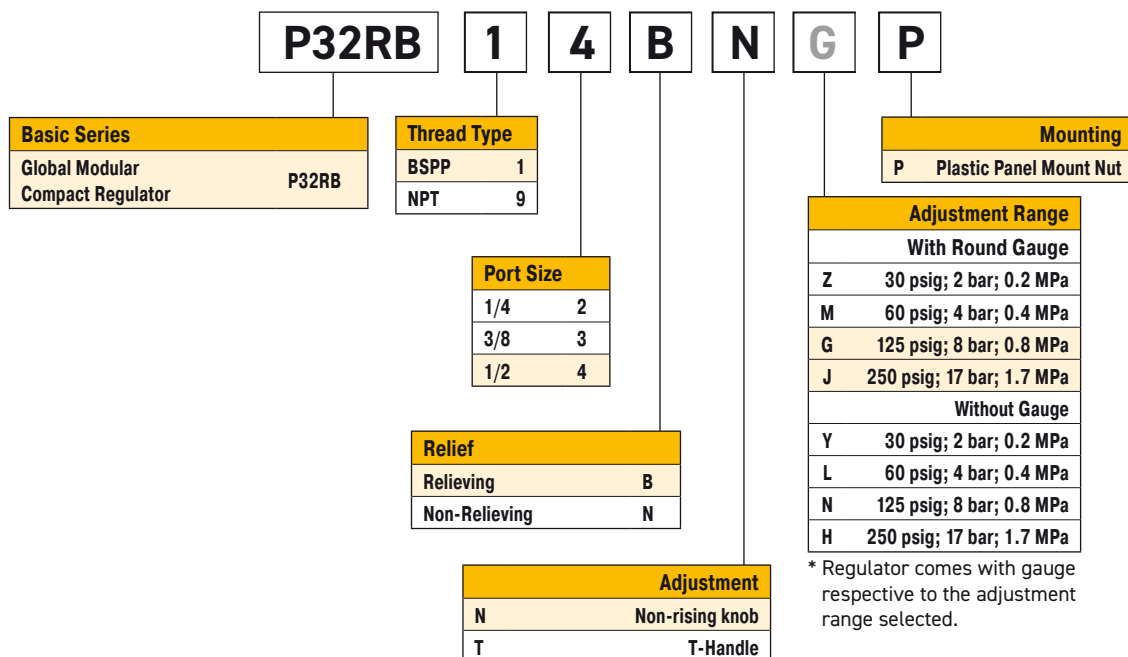 P32RB 1 4 B N G P
Basic Series
Global Modular
Compact Regulator P32RB
Thread Type
BSPP 1
NPT 9
Port Size
1/4 2
3/8 3
1/2 4
Relief
Relieving B
Non-Relieving N
Adjustment
N Non-rising knob
T T-Handle
Mounting
P Plastic Panel Mount Nut
Adjustment Range
With Round Gauge
Z 30 psig; 2 bar; 0.2 MPa
M 60 psig; 4 bar; 0.4 MPa
G 125 psig; 8 bar; 0.8 MPa
J 250 psig; 17 bar; 1.7 MPa
Without Gauge
Y 30 psig; 2 bar; 0.2 MPa
L 60 psig; 4 bar; 0.4 MPa
N 125 psig; 8 bar; 0.8 MPa
H 250 psig; 17 bar; 1.7 MPa
* Regulator comes with gauge
respective to the adjustment
range selected.